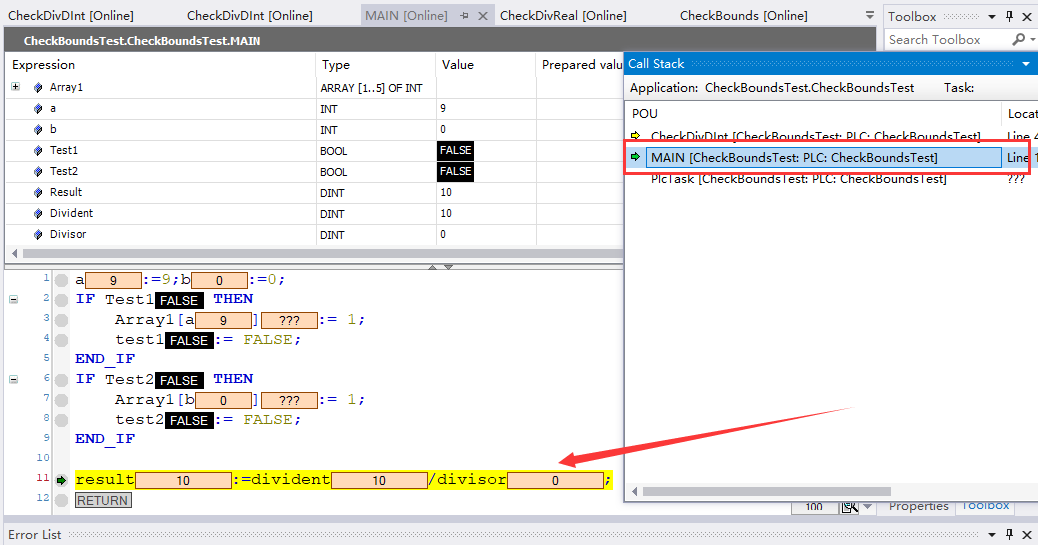 CheckDivDInt [Online] CheckDivDInt [Online] MAIN [Online] CheckDivReal [Online] CheckBounds [Online]
Toolbox
Search Toolbox
CheckBoundsTest.CheckBoundsTest.MAIN
Expression Type Value Prepared valu
Array1 ARRAY [1..5] OF INT
a INT 9
b INT 0
Test1 BOOL FALSE
Test2 BOOL FALSE
Result DINT 10
Divident DINT 10
Divisor DINT 0
Call Stack
Application: CheckBoundsTest.CheckBoundsTest Task:
POU Locat
CheckDivDInt [CheckBoundsTest: PLC: CheckBoundsTest] Line 4
MAIN [CheckBoundsTest: PLC: CheckBoundsTest] Line 1
PlcTask [CheckBoundsTest: PLC: CheckBoundsTest] ???
1 a 9 :=9;b 0 :=0;
2 IF Test1 FALSE THEN
3 Array1[a 9 ] ??? := 1;
4 test1 FALSE := FALSE;
5 END_IF
6 IF Test2 FALSE THEN
7 Array1[b 0 ] ??? := 1;
8 test2 FALSE := FALSE;
9 END_IF
10
11 result 10 :=divident 10 /divisor 0 ;
12 RETURN
100
Properties Toolbox
Error List